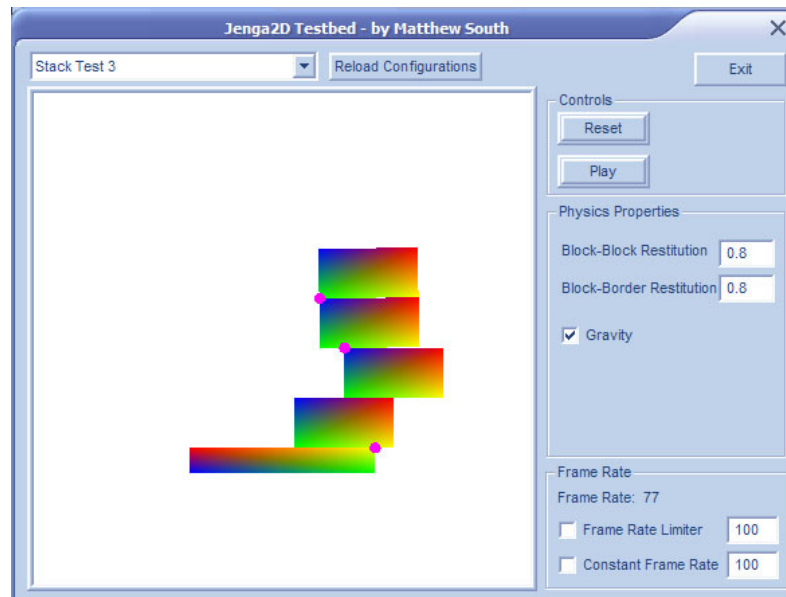 Jenga2D Testbed - by Matthew South
Stack Test 3
Reload Configurations
Exit
Controls
Reset
Play
Physics Properties
Block-Block Restitution 0.8
Block-Border Restitution 0.8
Gravity
Frame Rate
Frame Rate: 77
Frame Rate Limiter 100
Constant Frame Rate 100